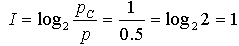 I = log₂ p_C / p = 1 / 0.5 = log₂ 2 = 1